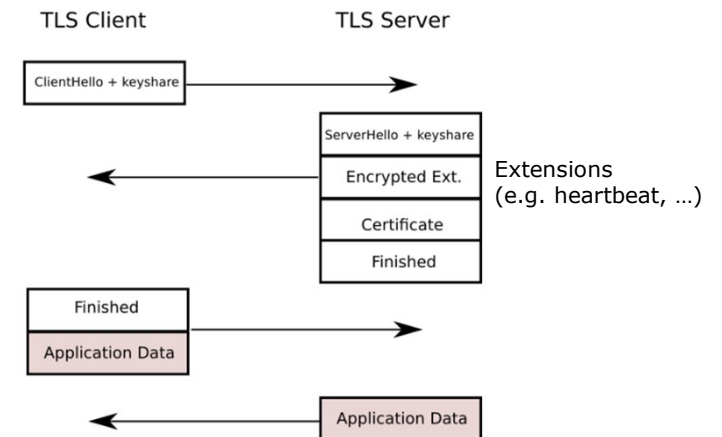 TLS Client
TLS Server
ClientHello + keyshare
ServerHello + keyshare
Encrypted Ext.
Extensions
(e.g. heartbeat, …)
Certificate
Finished
Finished
Application Data
Application Data